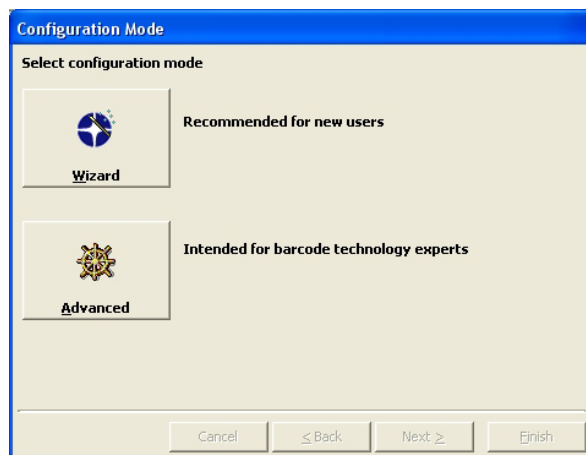 Configuration Mode
Select configuration mode
Recommended for new users
Wizard
Intended for barcode technology experts
Advanced
Cancel
< Back
Next >
Finish